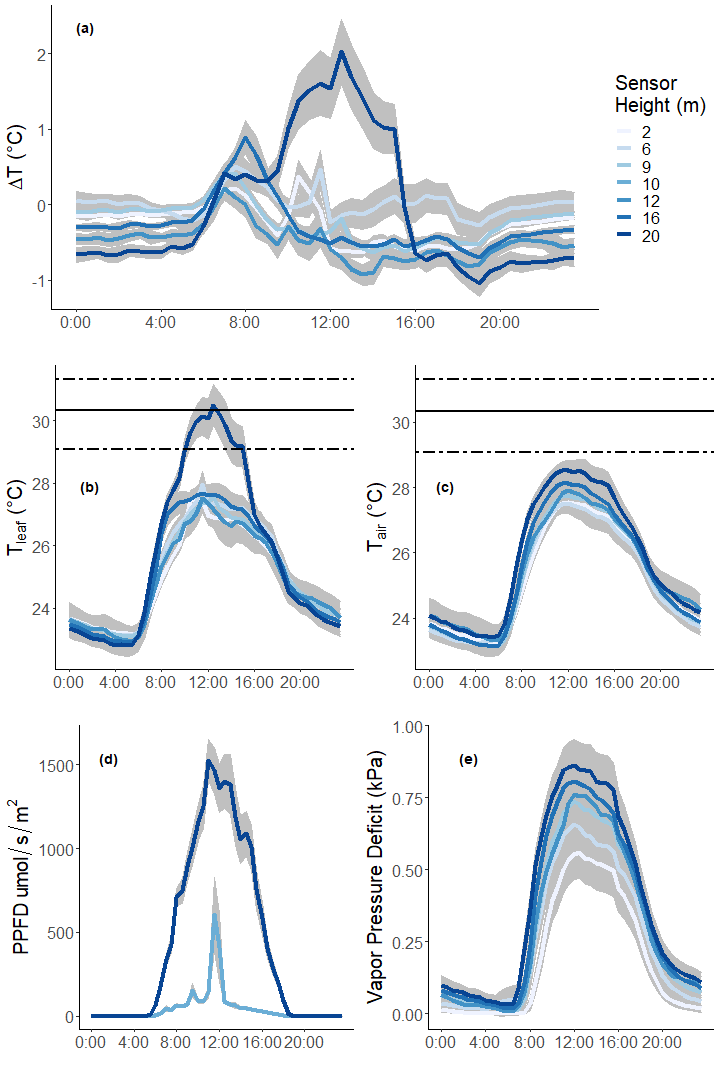 (a)
ΔT (°C)
2
1
0
-1
0:00 4:00 8:00 12:00 16:00 20:00
Sensor
Height (m)
2
6
9
10
12
16
20
(b)
Tleaf (°C)
30
28
26
24
0:00 4:00 8:00 12:00 16:00 20:00
(c)
Tair (°C)
30
28
26
24
0:00 4:00 8:00 12:00 16:00 20:00
(d)
PPFD umol/s/m2
1500
1000
500
0
0:00 4:00 8:00 12:00 16:00 20:00
(e)
Vapor Pressure Deficit (kPa)
1.00
0.75
0.50
0.25
0.00
0:00 4:00 8:00 12:00 16:00 20:00